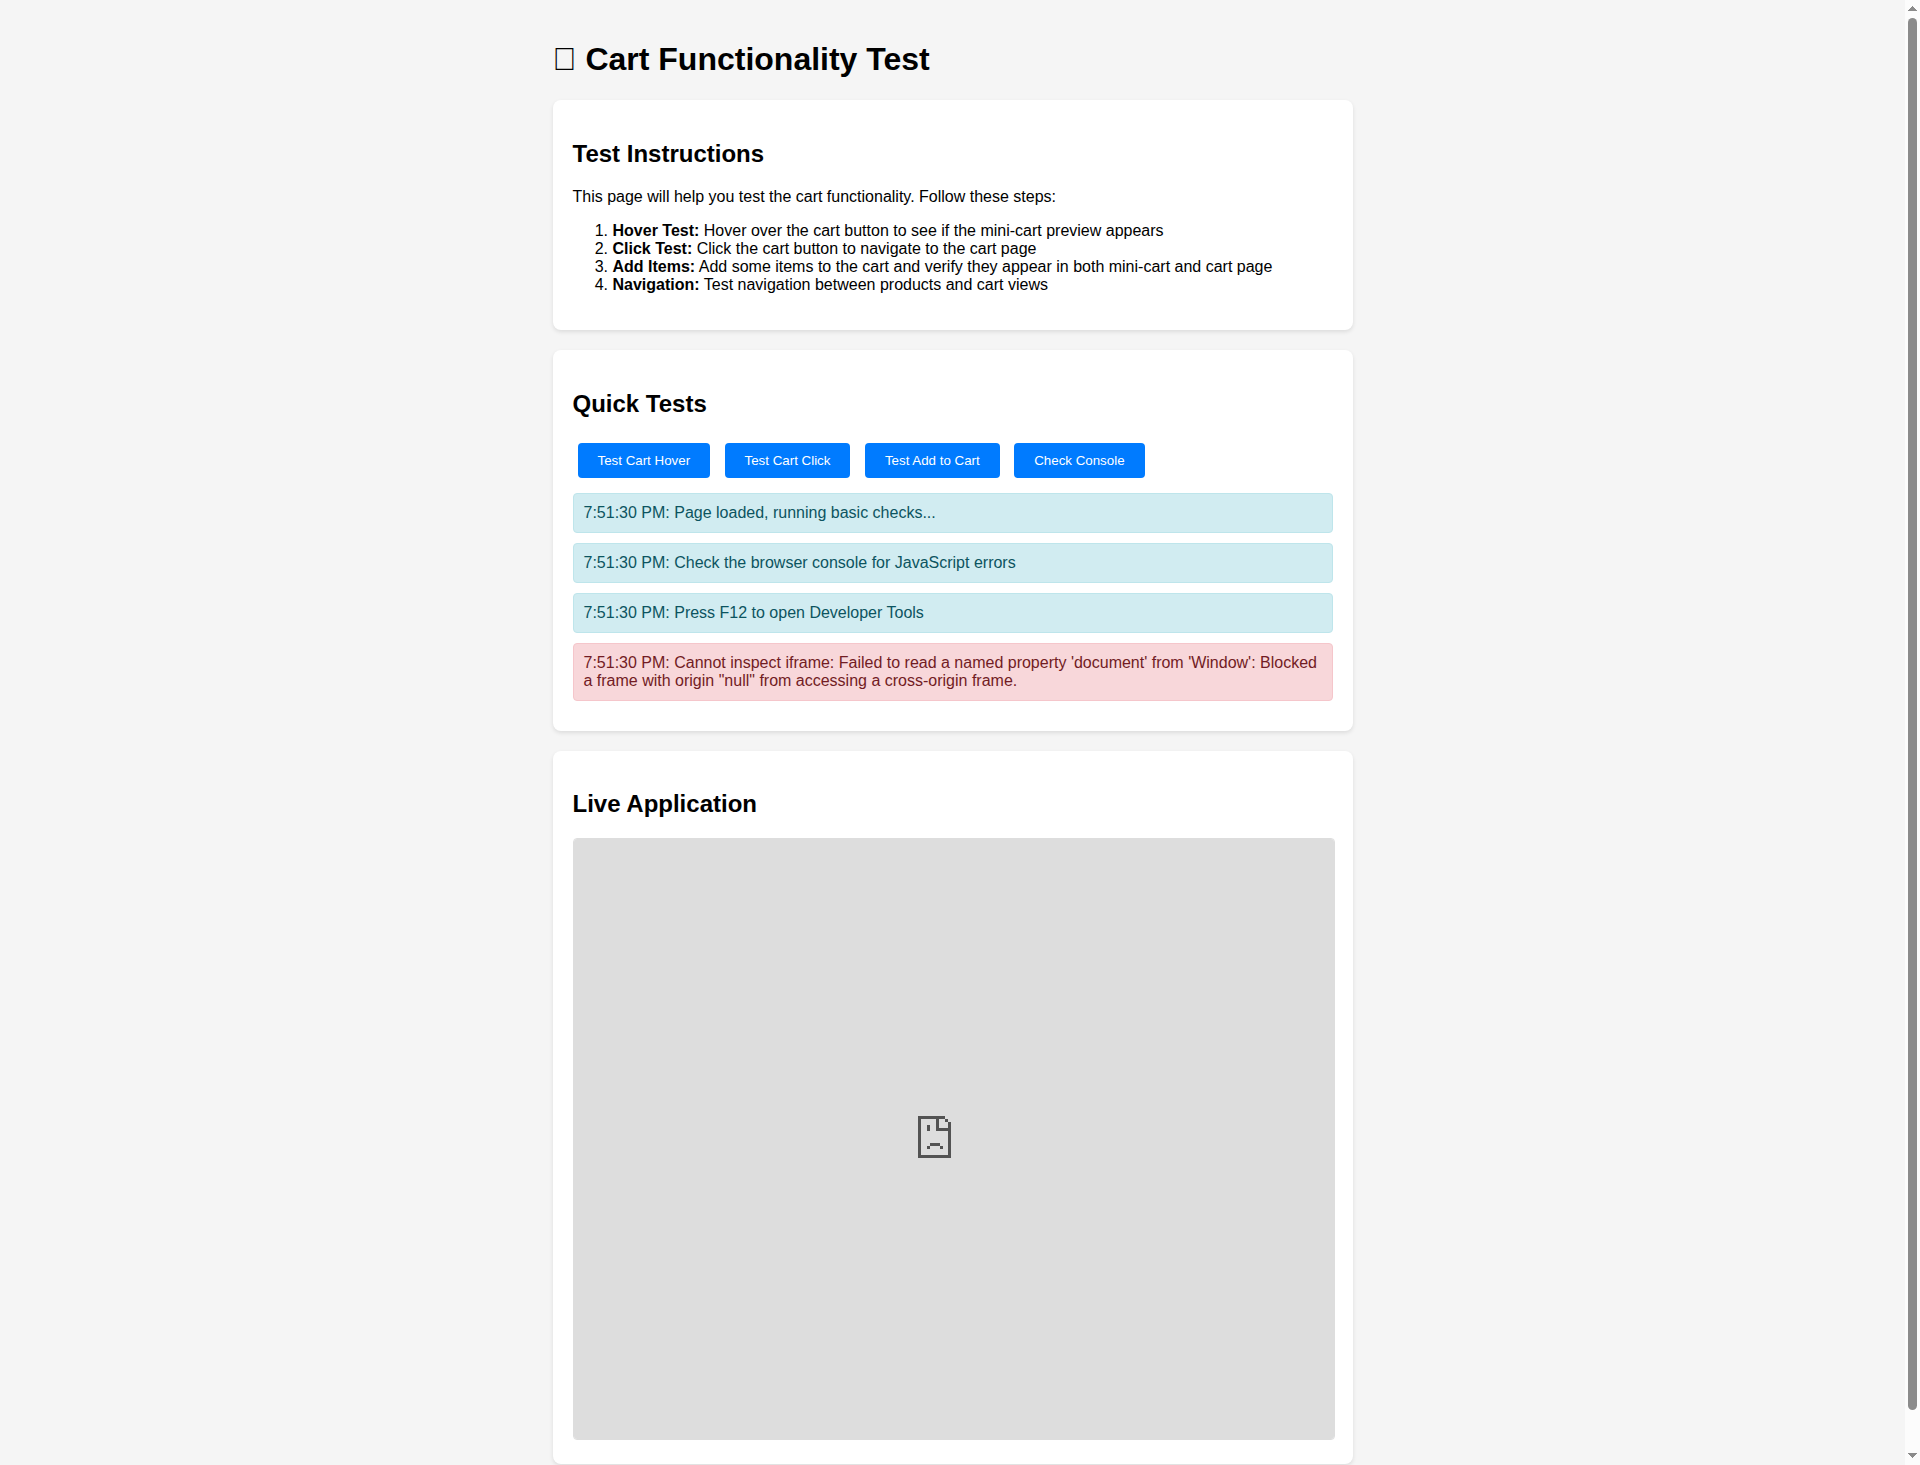 Cart Functionality Test
Test Instructions
This page will help you test the cart functionality. Follow these steps:
1. Hover Test: Hover over the cart button to see if the mini-cart preview appears
2. Click Test: Click the cart button to navigate to the cart page
3. Add Items: Add some items to the cart and verify they appear in both mini-cart and cart page
4. Navigation: Test navigation between products and cart views
Quick Tests
Test Cart Hover Test Cart Click Test Add to Cart Check Console
7:51:30 PM: Page loaded, running basic checks...
7:51:30 PM: Check the browser console for JavaScript errors
7:51:30 PM: Press F12 to open Developer Tools
7:51:30 PM: Cannot inspect iframe: Failed to read a named property 'document' from 'Window': Blocked
a frame with origin "null" from accessing a cross-origin frame.
Live Application